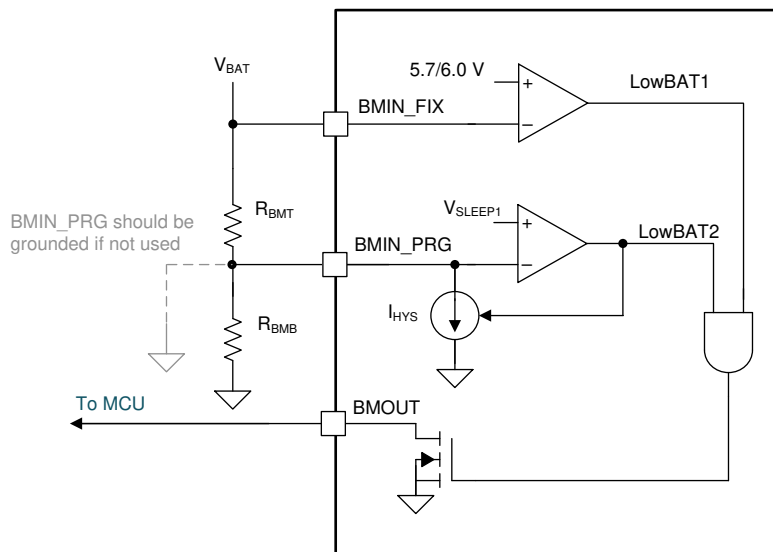 V_BAT
5.7/6.0 V
LowBAT1
BMIN_FIX
R_BMT
BMIN_PRG should be
grounded if not used
V_SLEEP1
LowBAT2
BMIN_PRG
I_HYS
R_BMB
To MCU
BMOUT
+
−
+
−